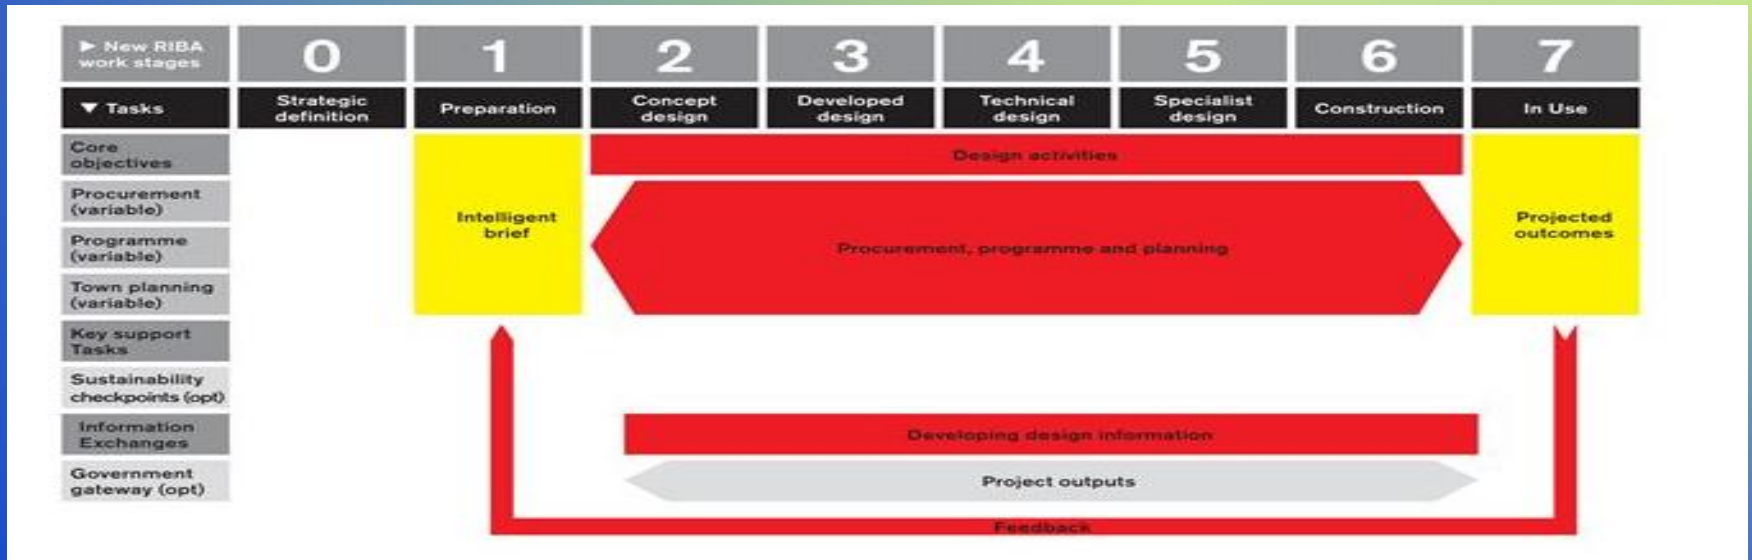 ▶ New RIBA
work stages
0
1
2
3
4
5
6
7
▼ Tasks
Strategic
definition
Preparation
Concept
design
Developed
design
Technical
design
Specialist
design
Construction
In Use
Core
objectives
Design activities
Procurement
(variable)
Intelligent
brief
Projected
outcomes
Programme
(variable)
Procurement, programme and planning
Town planning
(variable)
Key support
Tasks
Sustainability
checkpoints (opt)
Information
Exchanges
Developing design information
Government
gateway (opt)
Project outputs
Feedback